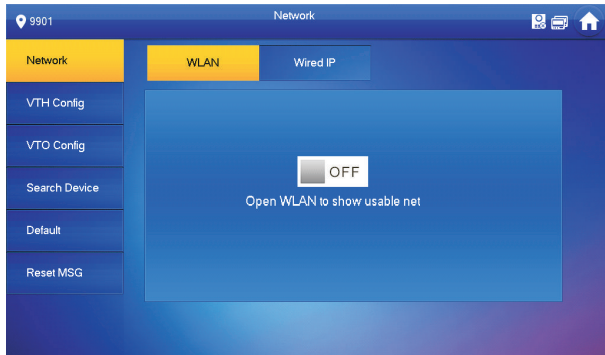 9901
Network
Network
WLAN
Wired IP
VTH Config
VTO Config
Search Device
Default
Reset MSG
OFF
Open WLAN to show usable net